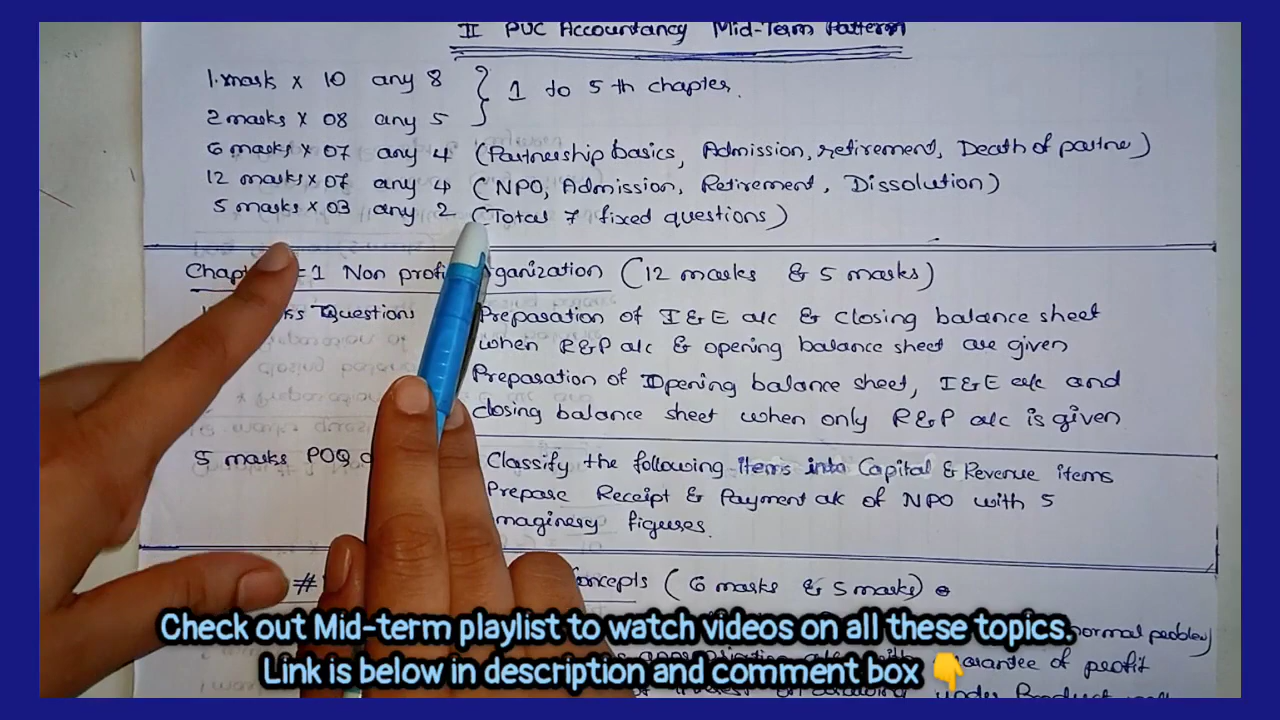 II PUC Accountancy Mid-Term Pattern
1 mark x 10 any 8 } 1 to 5 th chapter.
2 marks x 08 any 5
6 marks x 07 any 4 (Partnership basics, Admission, retirement, Death of partner)
12 marks x 07 any 4 (NPO, Admission, Retirement, Dissolution)
5 marks x 03 any 2 (Total 7 fixed questions)
1 Non organization (12 marks & 5 marks)
Questions Preparation of I & E a/c & closing balance sheet
when R&P a/c & opening balance sheet are given
Preparation of Opening balance sheet, I&E a/c and
closing balance sheet when only R&P a/c is given
5 marks POQ Classify the following items into Capital & Revenue items
Prepare Receipt & Payment a/c of NPO with 5
imaginery figures.
# (6 marks & 5 marks)
Check out Mid-term playlist to watch videos on all these topics.
Link is below in description and comment box 👇
of profit